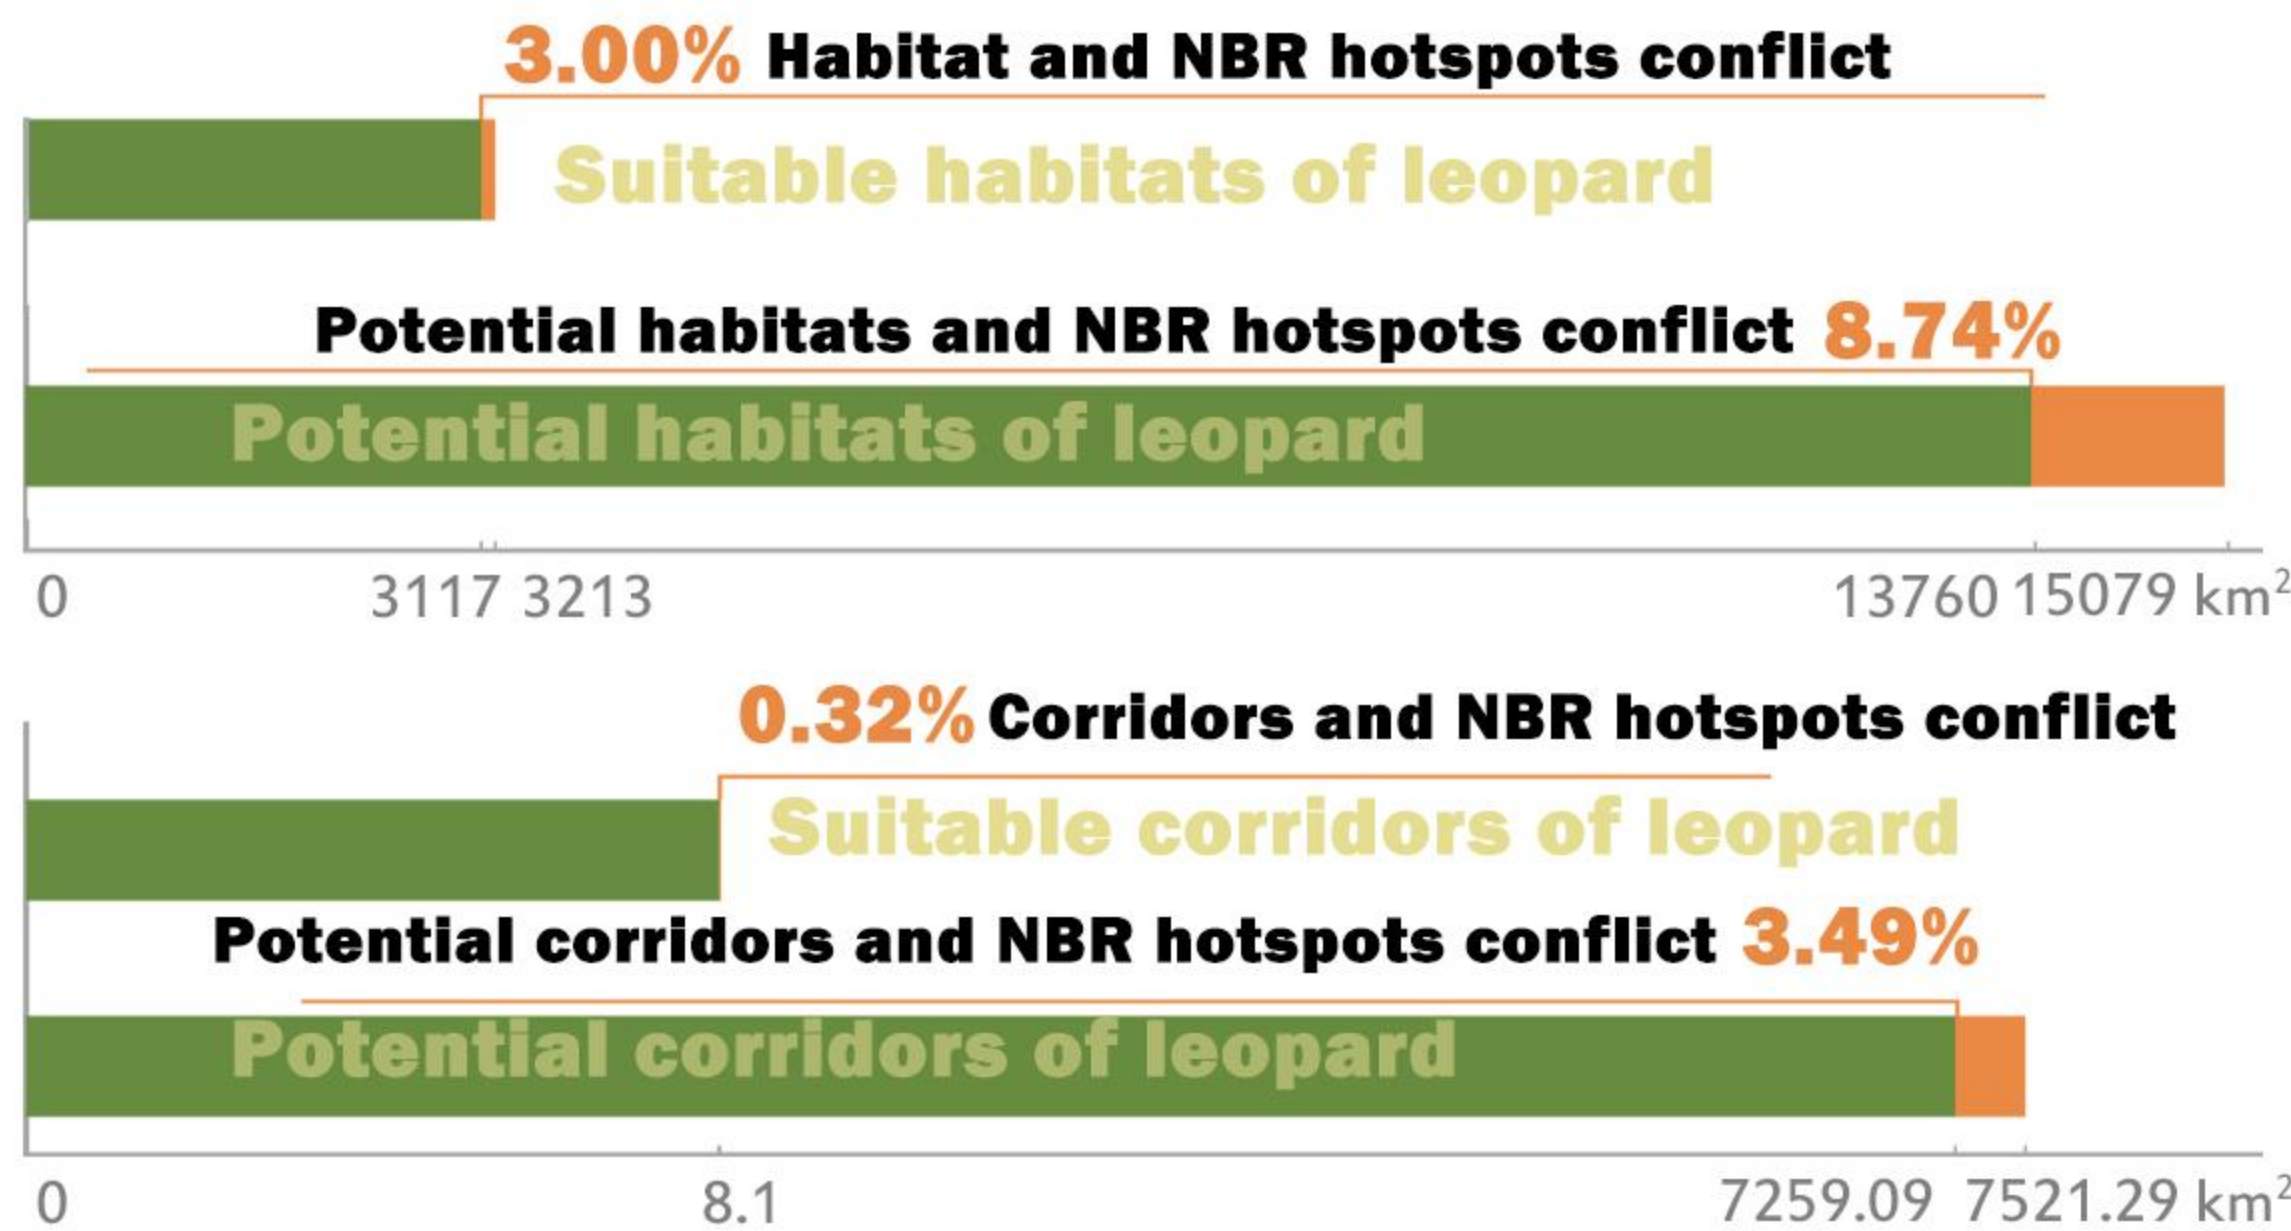 3.00% Habitat and NBR hotspots conflict
Suitable habitats of leopard
Potential habitats and NBR hotspots conflict 8.74%
Potential habitats of leopard
0 3117 3213 13760 15079 km²
0.32% Corridors and NBR hotspots conflict
Suitable corridors of leopard
Potential corridors and NBR hotspots conflict 3.49%
Potential corridors of leopard
0 8.1 7259.09 7521.29 km²